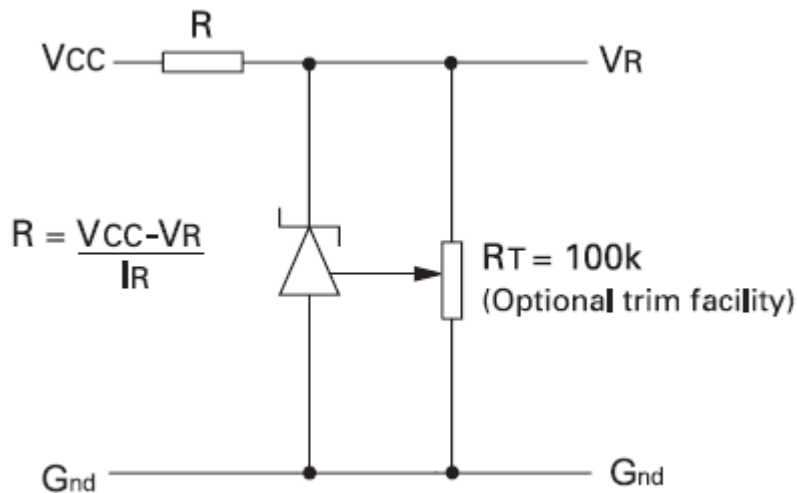 R
VCC
VR
R = VCC-VR
IR
RT = 100k
(Optional trim facility)
Gnd
Gnd